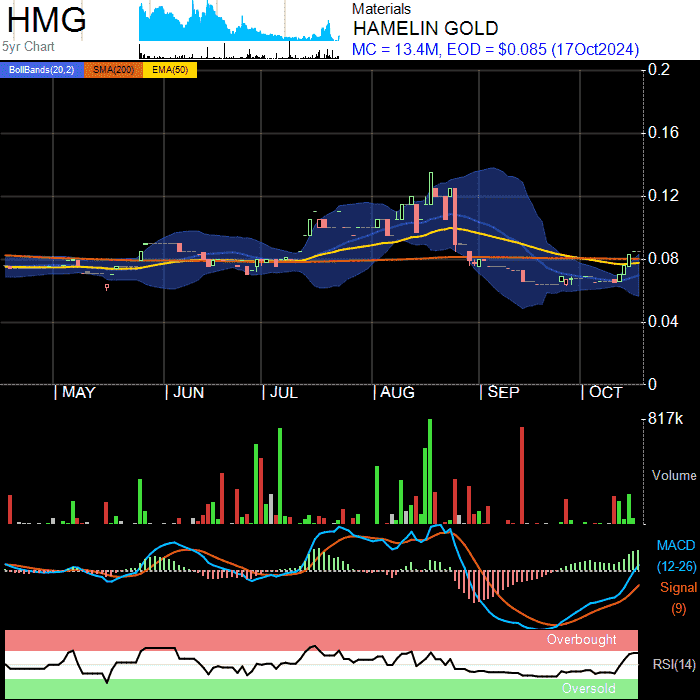 HMG
5yr Chart
Materials
HAMELIN GOLD
MC = 13.4M, EOD = $0.085 (17Oct2024)
BollBands(20,2) SMA(200) EMA(50)
0.2
0.16
0.12
0.08
0.04
0
MAY JUN JUL AUG SEP OCT
817k
Volume
MACD
(12-26)
Signal
(9)
Overbought
RSI(14)
Oversold